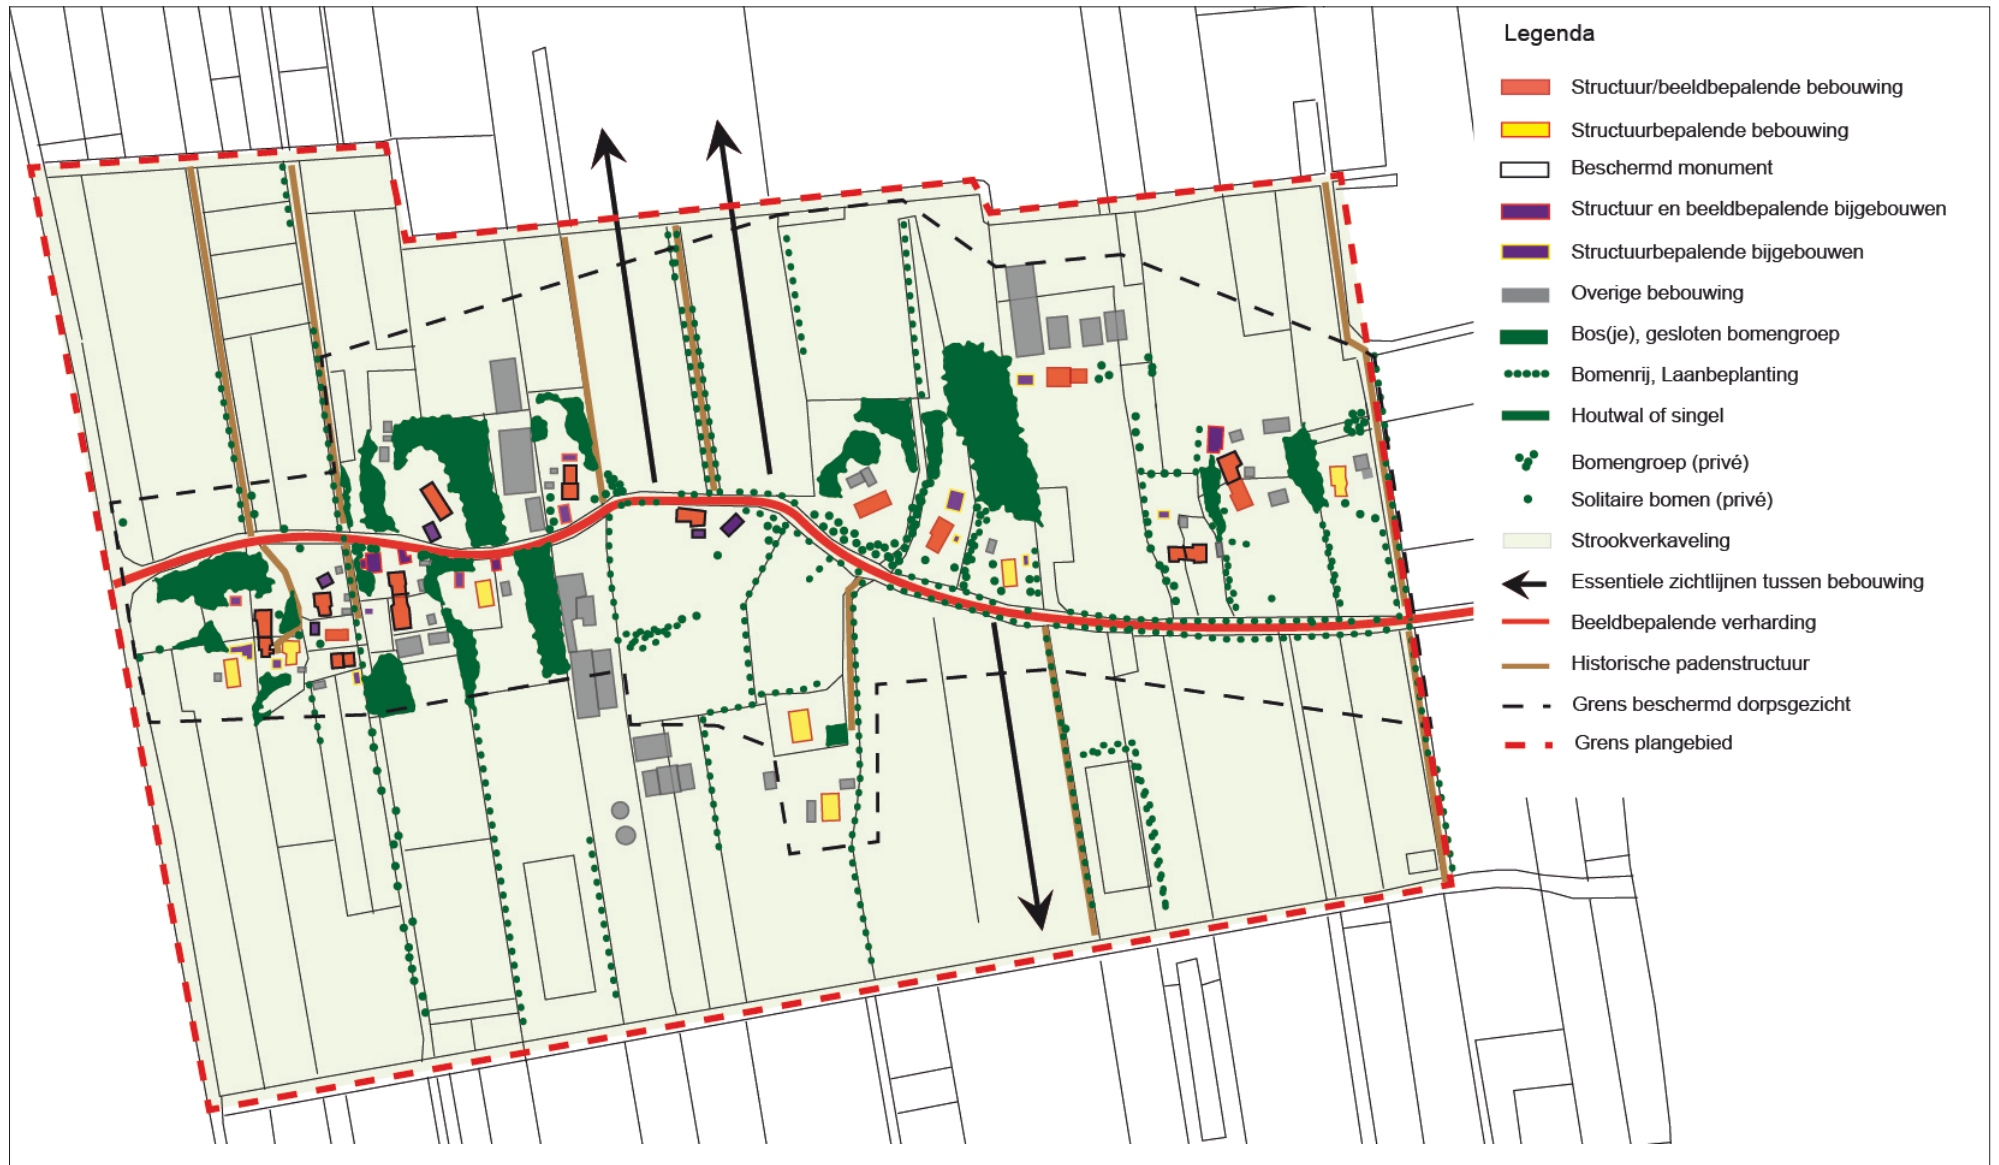 Legenda
Structuur/beeldbepalende bebouwing
Structuurbepalende bebouwing
Beschermd monument
Structuur en beeldbepalende bijgebouwen
Structuurbepalende bijgebouwen
Overige bebouwing
Bos(je), gesloten bomengroep
Bomenrij, Laanbeplanting
Houtwal of singel
Bomengroep (privé)
Solitaire bomen (privé)
Strookverkaveling
Essentiele zichtlijnen tussen bebouwing
Beeldbepalende verharding
Historische padenstructuur
Grens beschermd dorpsgezicht
Grens plangebied